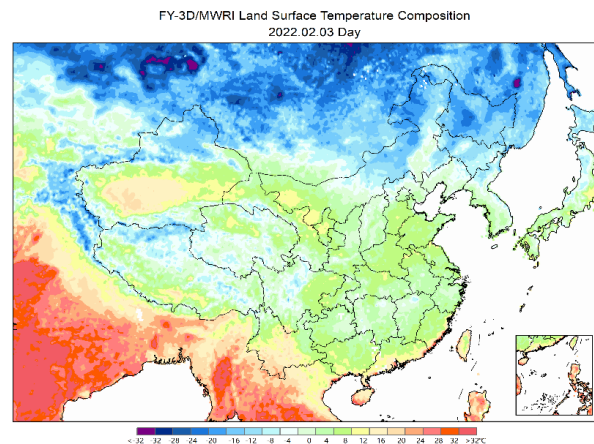 FY-3D/MWRI Land Surface Temperature Composition
2022.02.03 Day
<-32 -32 -28 -24 -20 -16 -12 -8 -4 0 4 8 12 16 20 24 28 32 >32℃